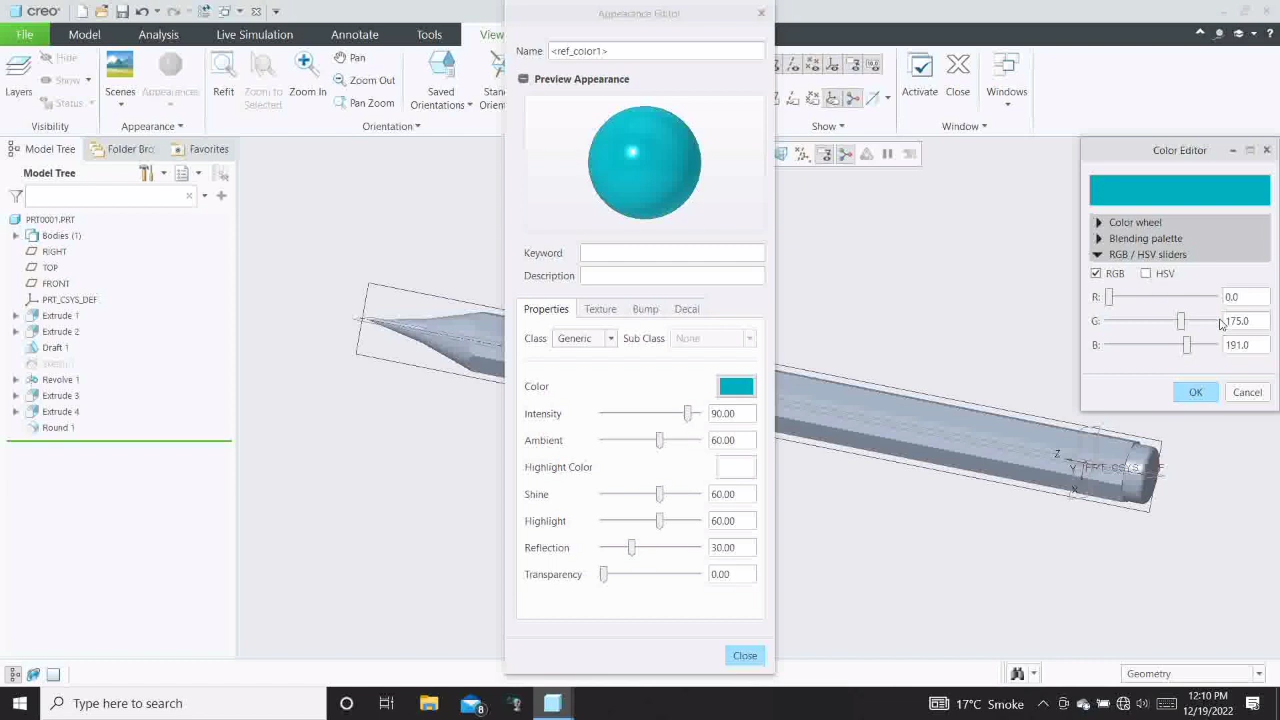 creo
Appearance Editor
File
Model
Analysis
Live Simulation
Annotate
Tools
View
Layers
Hide
Show
Status
Visibility
Scenes
Appearances
Appearance
Refit
Zoom to Selected
Zoom In
Pan
Zoom Out
Pan Zoom
Saved Orientations
Orientation
Activate
Close
Windows
Show
Window
Model Tree
Folder Bro
Favorites
Model Tree
PRT0001.PRT
Bodies (1)
RIGHT
TOP
FRONT
PRT_CSYS_DEF
Extrude 1
Extrude 2
Draft 1
Revolve 1
Extrude 3
Extrude 4
Round 1
Name <ref_color1>
Preview Appearance
Keyword
Description
Properties Texture Bump Decal
Class Generic Sub Class None
Color
Intensity 90.00
Ambient 60.00
Highlight Color
Shine 60.00
Highlight 60.00
Reflection 30.00
Transparency 0.00
Close
Color Editor
Color wheel
Blending palette
RGB / HSV sliders
RGB HSV
R: 0.0
G: 175.0
B: 191.0
OK Cancel
Z
Y PRT_CSYS_DEF
X
Geometry
Type here to search
8
17°C Smoke
12:10 PM
12/19/2022